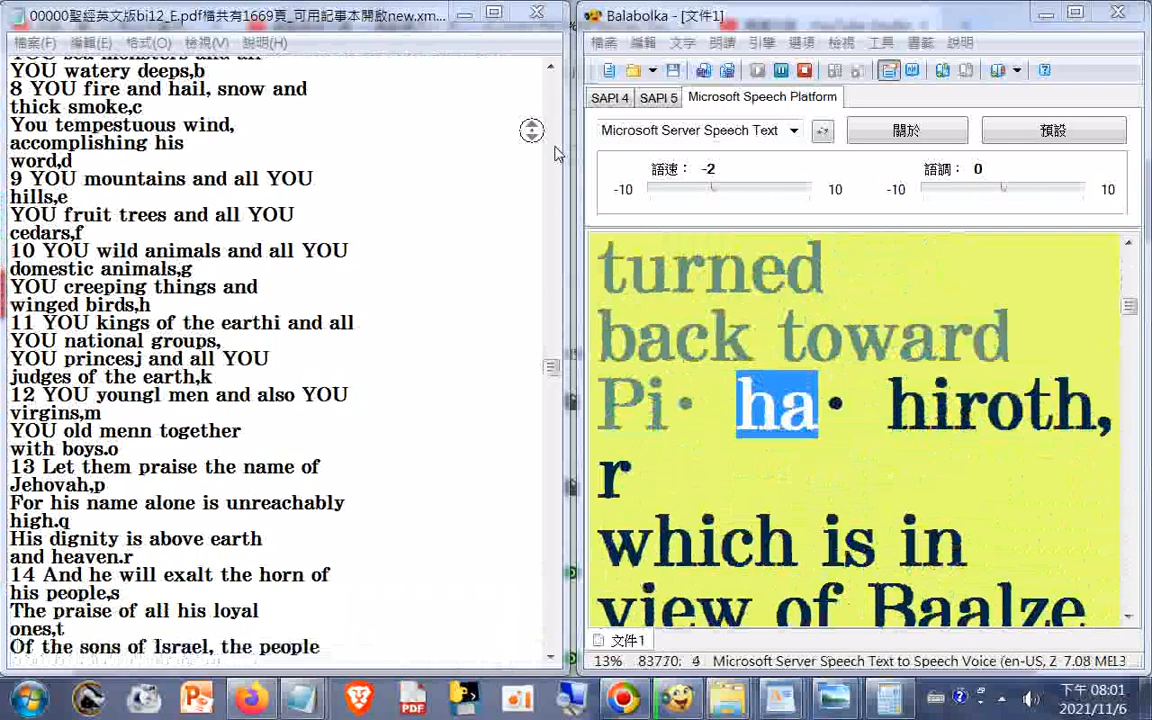 00000聖經英文版bi12_E.pdf檔共有1669頁_可用記事本開啟new.xm...
檔案(F) 編輯(E) 格式(O) 檢視(V) 說明(H)
YOU watery deeps,b
8 YOU fire and hail, snow and
thick smoke,c
You tempestuous wind,
accomplishing his
word,d
9 YOU mountains and all YOU
hills,e
YOU fruit trees and all YOU
cedars,f
10 YOU wild animals and all YOU
domestic animals,g
YOU creeping things and
winged birds,h
11 YOU kings of the earthi and all
YOU national groups,
YOU princesj and all YOU
judges of the earth,k
12 YOU youngl men and also YOU
virgins,m
YOU old menn together
with boys.o
13 Let them praise the name of
Jehovah,p
For his name alone is unreachably
high.q
His dignity is above earth
and heaven.r
14 And he will exalt the horn of
his people,s
The praise of all his loyal
ones,t
Of the sons of Israel, the people
Balabolka - [文件1]
檔案 編輯 文字 朗讀 引擎 選項 檢視 工具 書籤 說明
SAPI 4 SAPI 5 Microsoft Speech Platform
Microsoft Server Speech Text 關於 預設
語速： -2 語調： 0
-10 10 -10 10
turned
back toward
Pi· ha· hiroth,
r
which is in
view of Baalze
文件1
13% 83770: 4 Microsoft Server Speech Text to Speech Voice (en-US, Z 7.08 ME
下午 08:01
2021/11/6